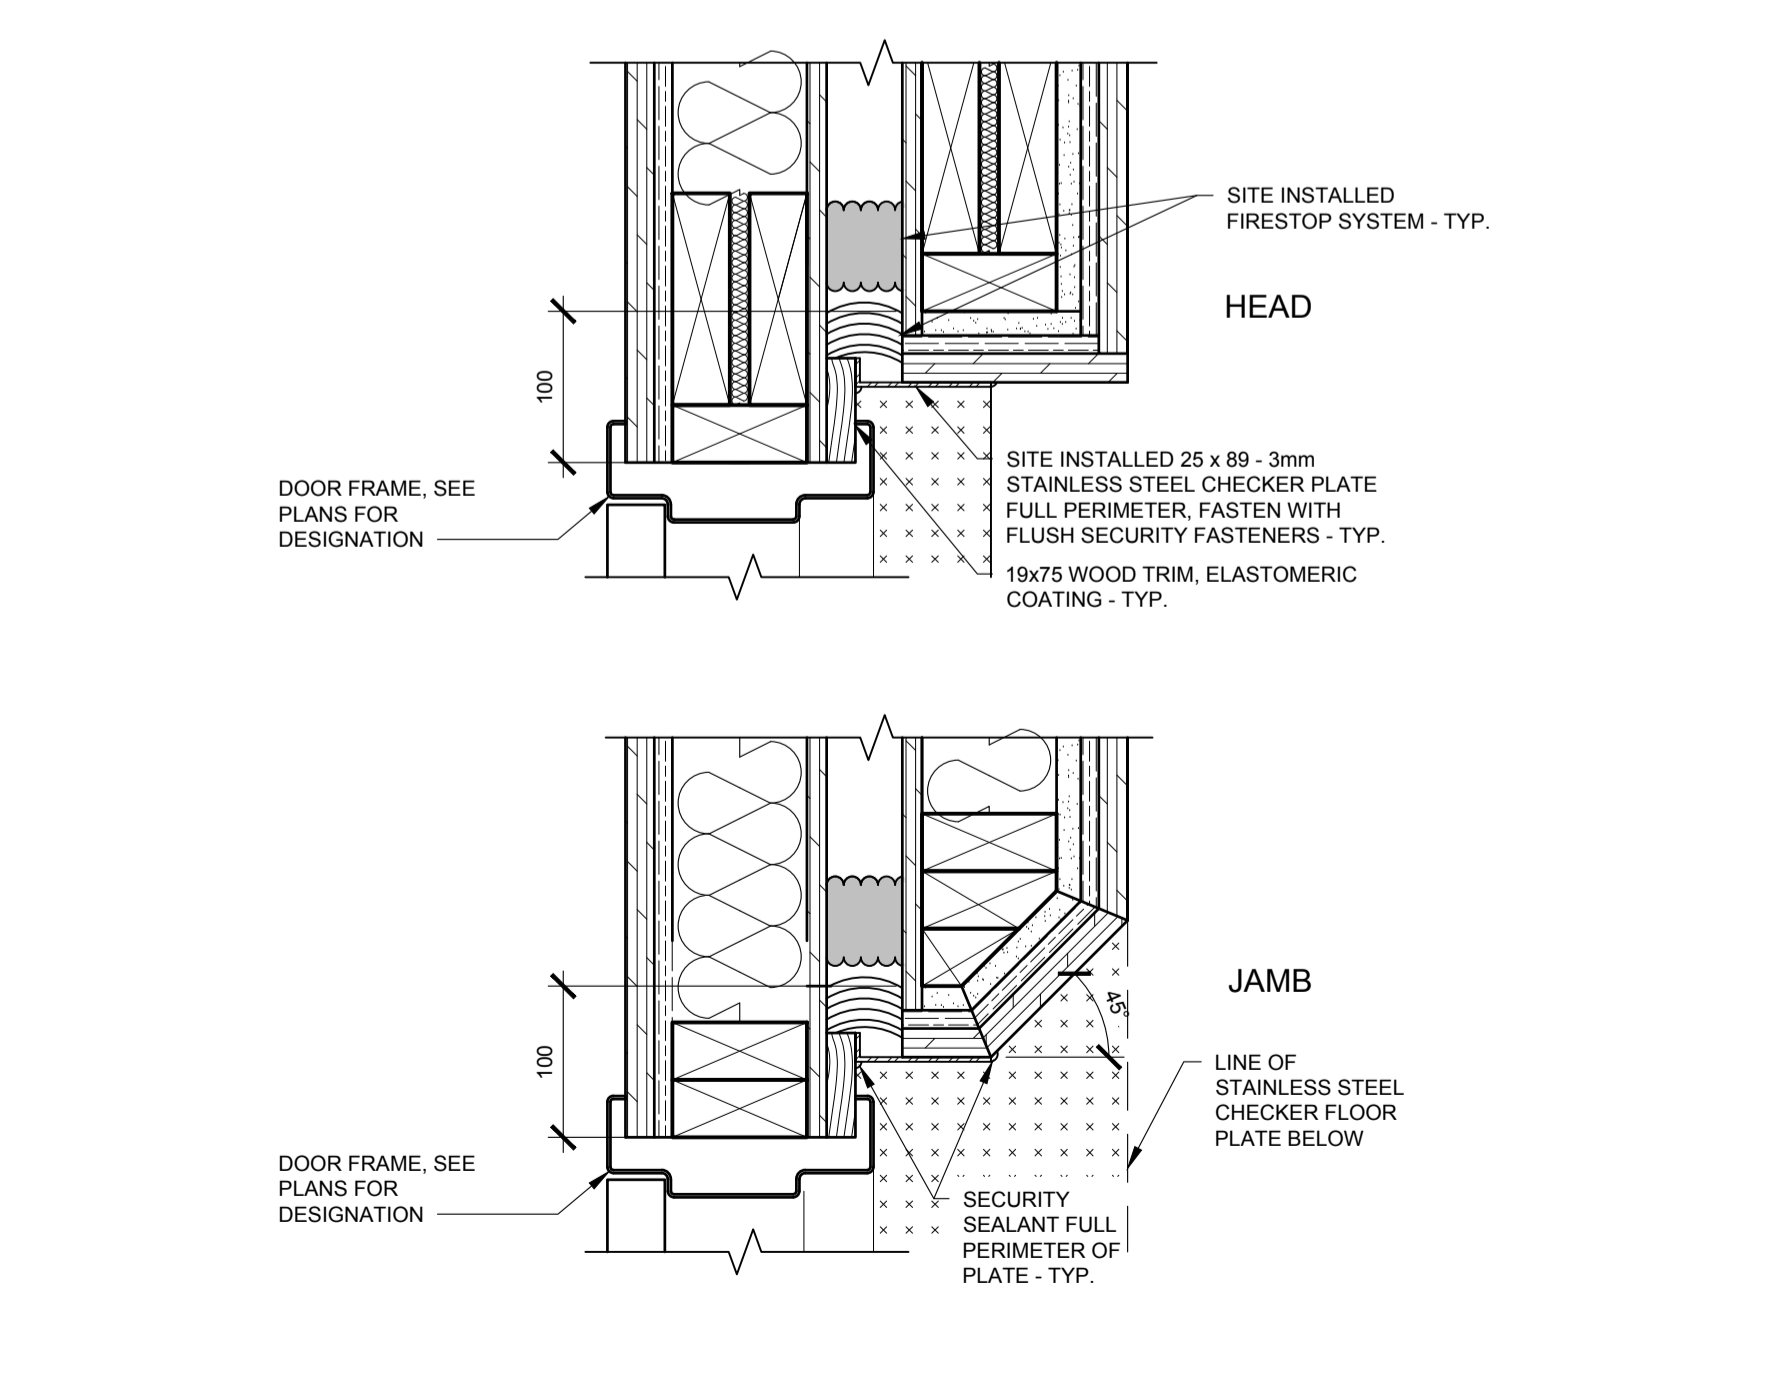 SITE INSTALLED
FIRESTOP SYSTEM - TYP.
HEAD
100
SITE INSTALLED 25 x 89 - 3mm
STAINLESS STEEL CHECKER PLATE
FULL PERIMETER, FASTEN WITH
FLUSH SECURITY FASTENERS - TYP.
DOOR FRAME, SEE
PLANS FOR
DESIGNATION
19x75 WOOD TRIM, ELASTOMERIC
COATING - TYP.
JAMB
45°
100
LINE OF
STAINLESS STEEL
CHECKER FLOOR
PLATE BELOW
DOOR FRAME, SEE
PLANS FOR
DESIGNATION
SECURITY
SEALANT FULL
PERIMETER OF
PLATE - TYP.